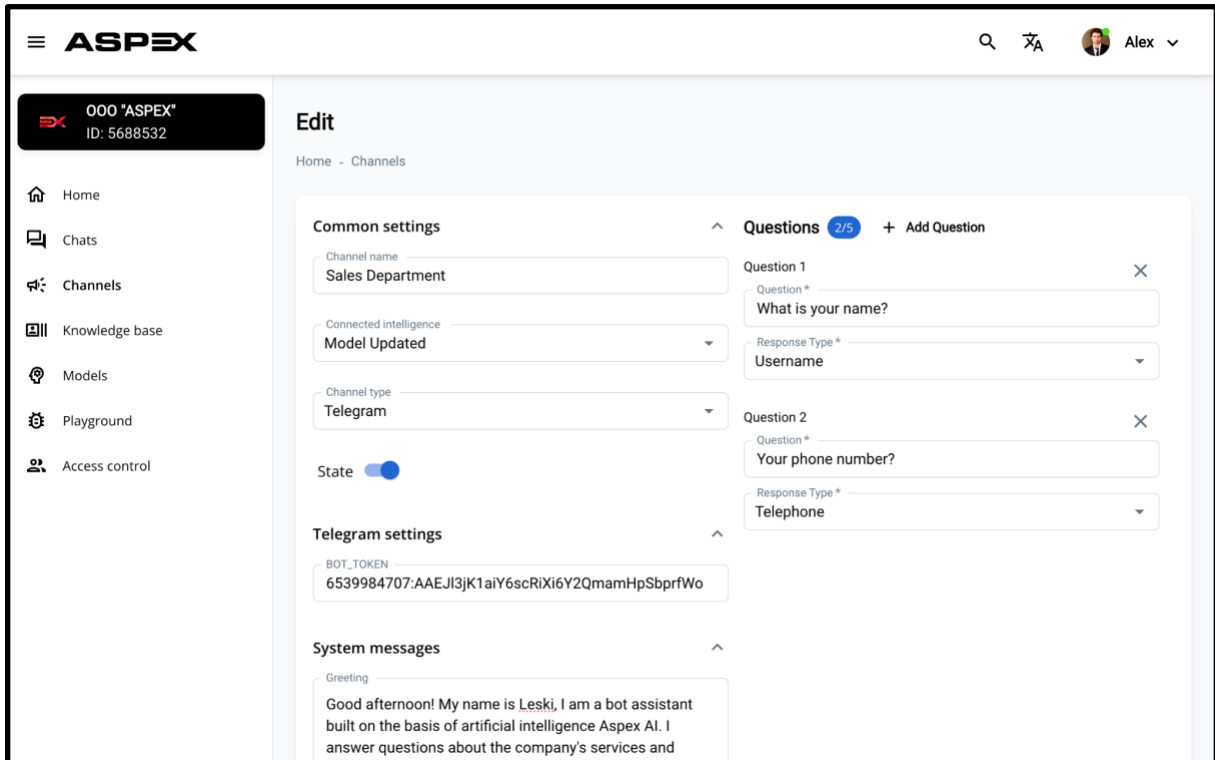 ASPEX
Alex
OOO "ASPEX"
ID: 5688532
Home
Chats
Channels
Knowledge base
Models
Playground
Access control
Edit
Home - Channels
Common settings
Channel name
Sales Department
Connected intelligence
Model Updated
Channel type
Telegram
State
Telegram settings
BOT_TOKEN
6539984707:AAEJl3jK1aiY6scRiXi6Y2QmamHpSbprfWo
System messages
Greeting
Good afternoon! My name is Leski, I am a bot assistant
built on the basis of artificial intelligence Aspex AI. I
answer questions about the company's services and
Questions 2/5 + Add Question
Question 1
Question *
What is your name?
Response Type *
Username
Question 2
Question *
Your phone number?
Response Type *
Telephone